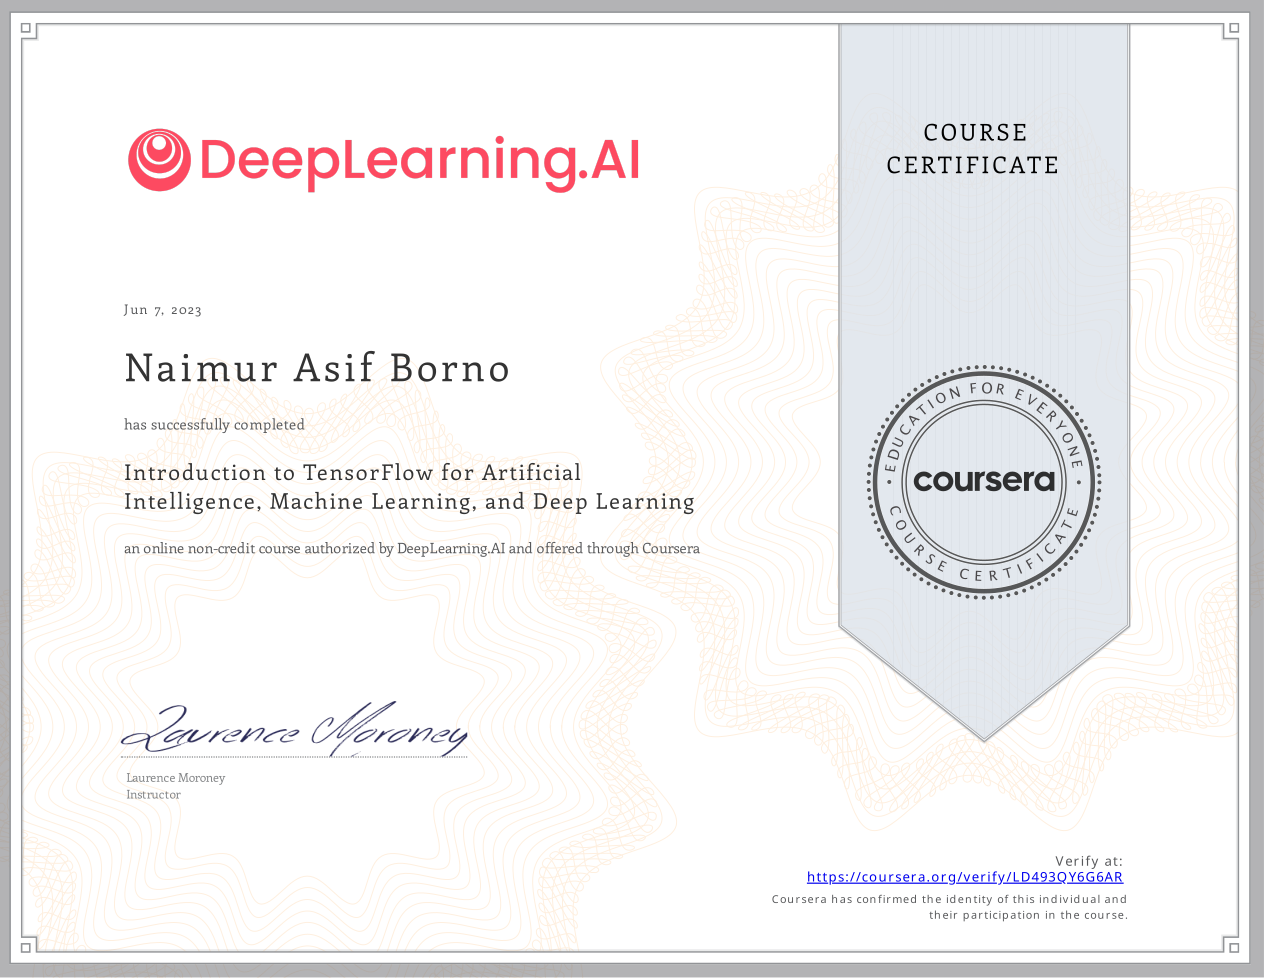 DeepLearning.AI
COURSE
CERTIFICATE
Jun 7, 2023
Naimur Asif Borno
has successfully completed
Introduction to TensorFlow for Artificial
Intelligence, Machine Learning, and Deep Learning
an online non-credit course authorized by DeepLearning.AI and offered through Coursera
EDUCATION FOR EVERYONE
coursera
COURSE CERTIFICATE
Laurence Moroney
Laurence Moroney
Instructor
Verify at:
https://coursera.org/verify/LD493QY6G6AR
Coursera has confirmed the identity of this individual and
their participation in the course.